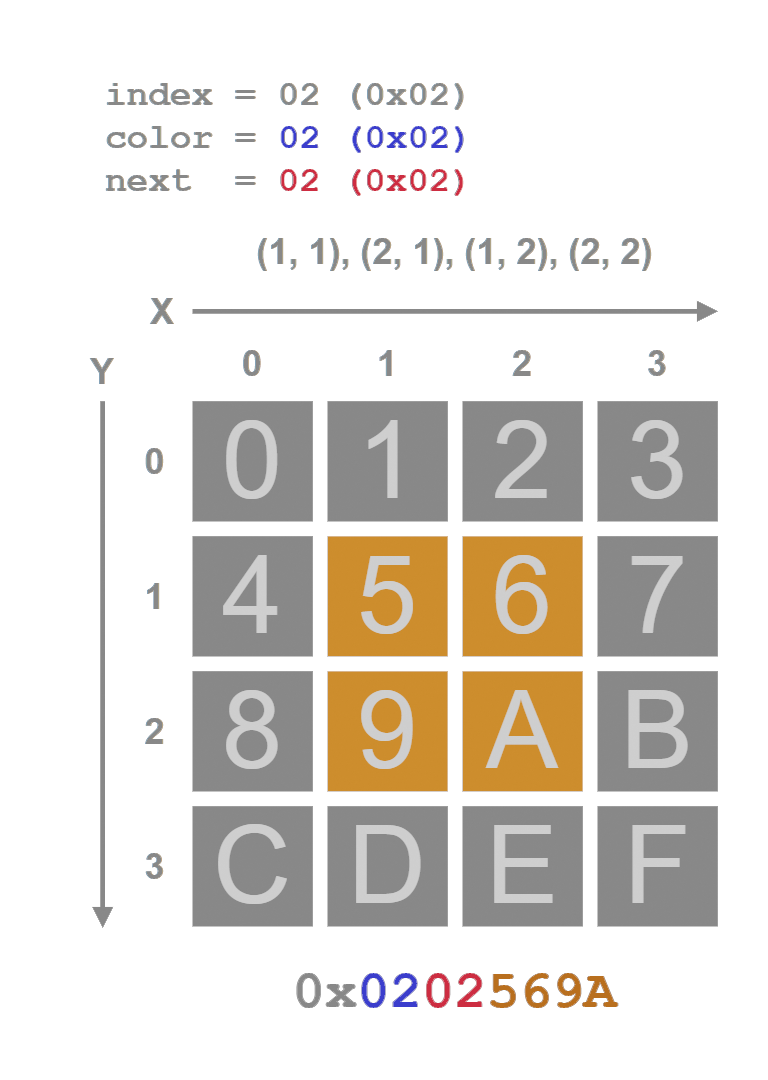 index = 02 (0x02)
color = 02 (0x02)
next  = 02 (0x02)
(1, 1), (2, 1), (1, 2), (2, 2)
X
Y 0 1 2 3
0 0 1 2 3
1 4 5 6 7
2 8 9 A B
3 C D E F
0x0202569A